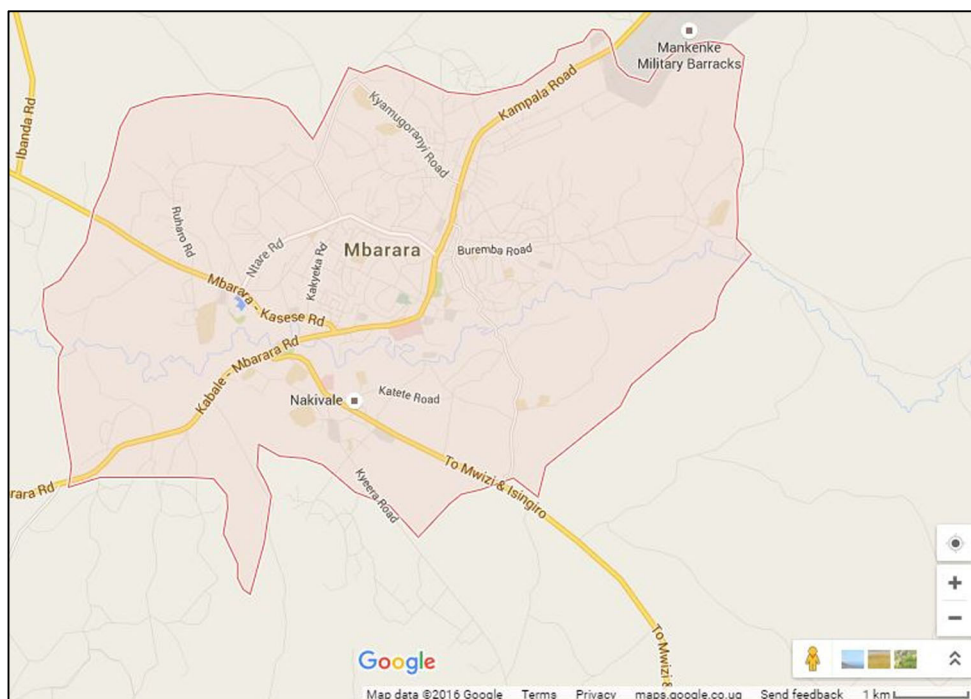 Mankenke
Military Barracks
Kampala Road
Ibanda Rd
Kyamugoranyi Road
Ruharo Rd
Ntare Rd
Kakyeka Rd
Mbarara
Buremba Road
Mbarara - Kasese Rd
Kabale - Mbarara Rd
Nakivale
Katete Road
To Mwizi & Isingiro
rara Rd
Kyeera Road
To Mwizi &
Google
Map data ©2016 Google Terms Privacy maps.google.co.ug Send feedback 1 km